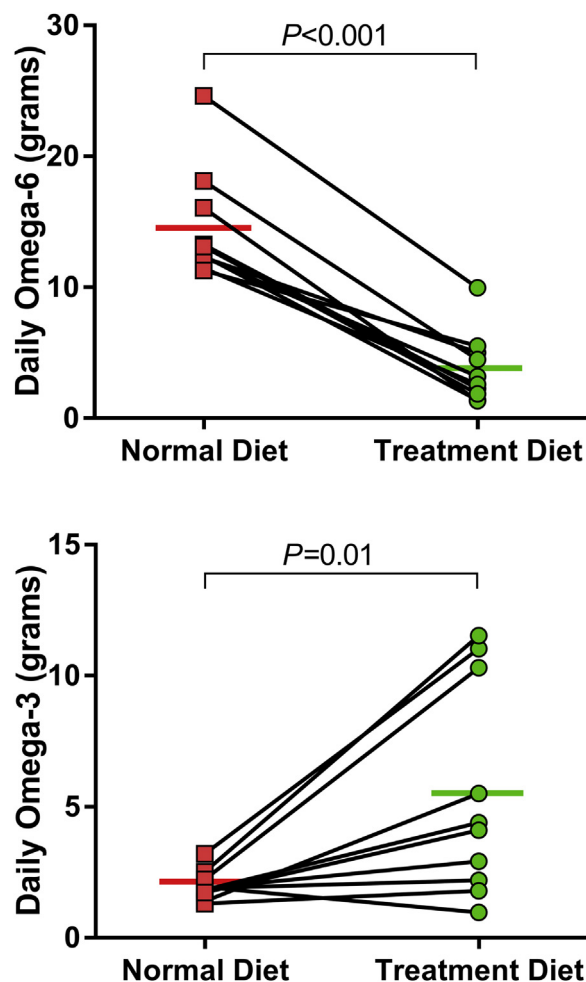 P<0.001
30
20
10
0
Daily Omega-6 (grams)
Normal Diet Treatment Diet
P=0.01
15
10
5
0
Daily Omega-3 (grams)
Normal Diet Treatment Diet